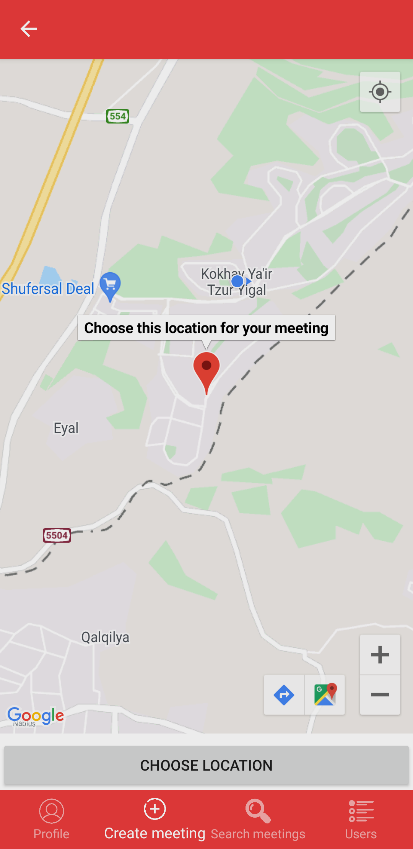 554
Kokhav Ya'ir
Tzur Yigal
Shufersal Deal
Choose this location for your meeting
Eyal
5504
Qalqilya
Google
CHOOSE LOCATION
Profile
Create meeting
Search meetings
Users